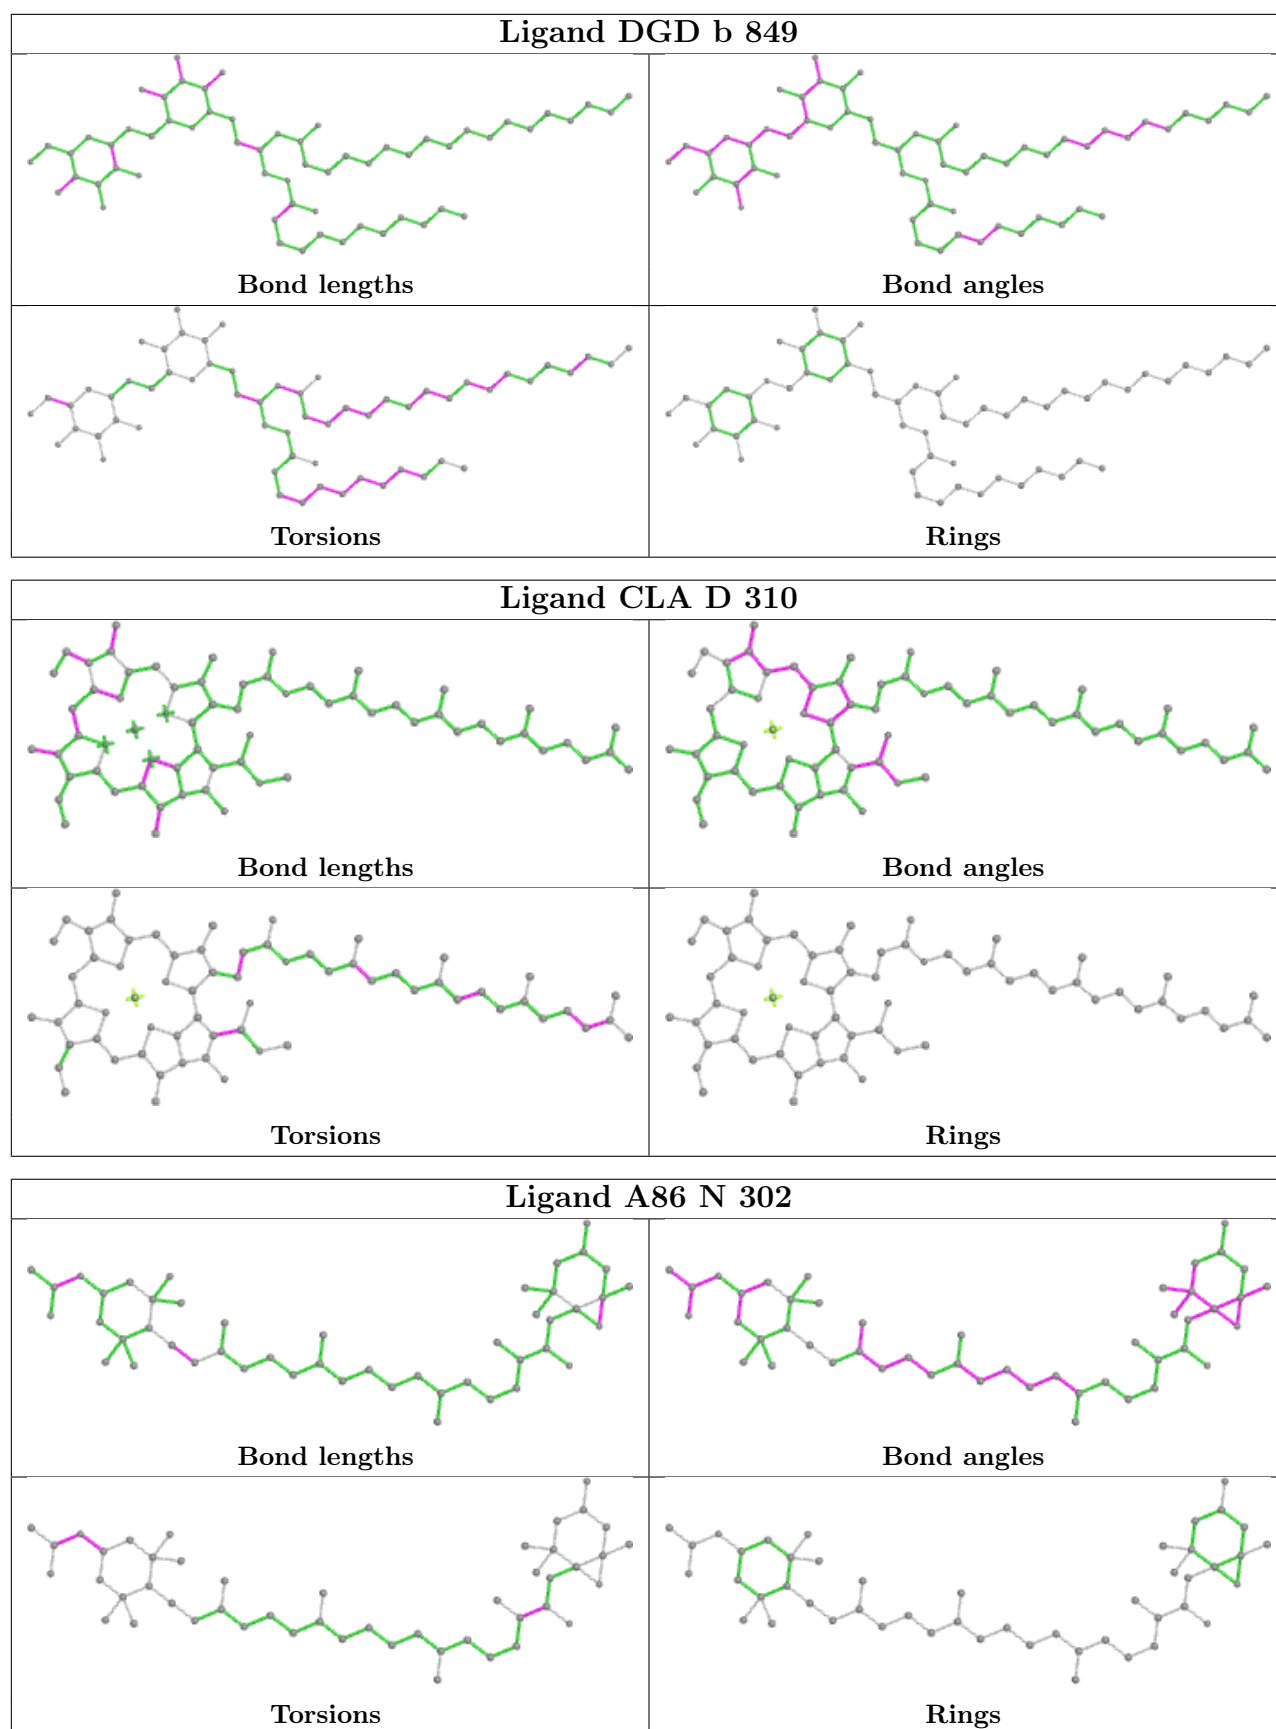 Ligand DGD b 849
Bond lengths
Bond angles
Torsions
Rings
Ligand CLA D 310
Bond lengths
Bond angles
Torsions
Rings
Ligand A86 N 302
Bond lengths
Bond angles
Torsions
Rings